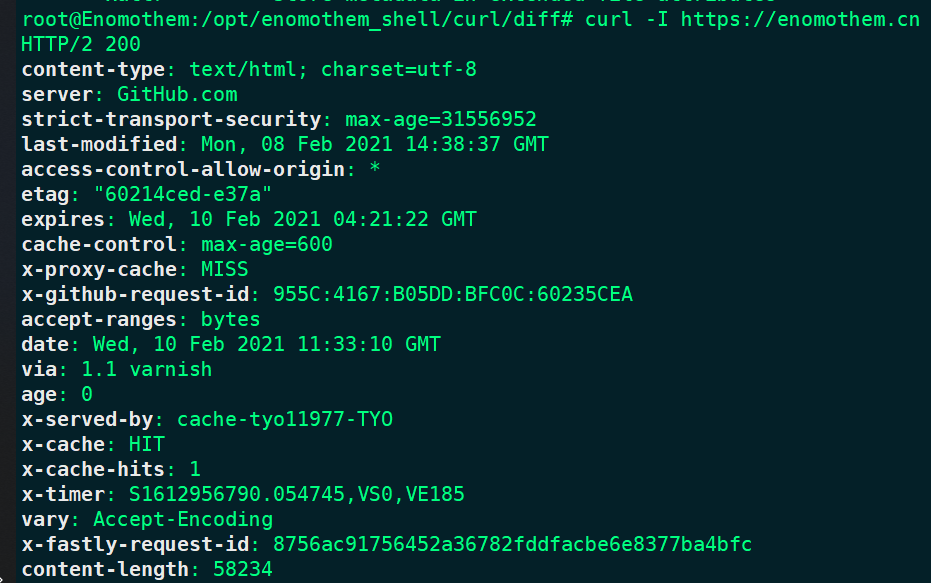 root@Enomothem:/opt/enomothem_shell/curl/diff# curl -I https://enomothem.cn
HTTP/2 200
content-type: text/html; charset=utf-8
server: GitHub.com
strict-transport-security: max-age=31556952
last-modified: Mon, 08 Feb 2021 14:38:37 GMT
access-control-allow-origin: *
etag: "60214ced-e37a"
expires: Wed, 10 Feb 2021 04:21:22 GMT
cache-control: max-age=600
x-proxy-cache: MISS
x-github-request-id: 955C:4167:B05DD:BFC0C:60235CEA
accept-ranges: bytes
date: Wed, 10 Feb 2021 11:33:10 GMT
via: 1.1 varnish
age: 0
x-served-by: cache-tyo11977-TYO
x-cache: HIT
x-cache-hits: 1
x-timer: S1612956790.054745,VS0,VE185
vary: Accept-Encoding
x-fastly-request-id: 8756ac91756452a36782fddfacbe6e8377ba4bfc
content-length: 58234